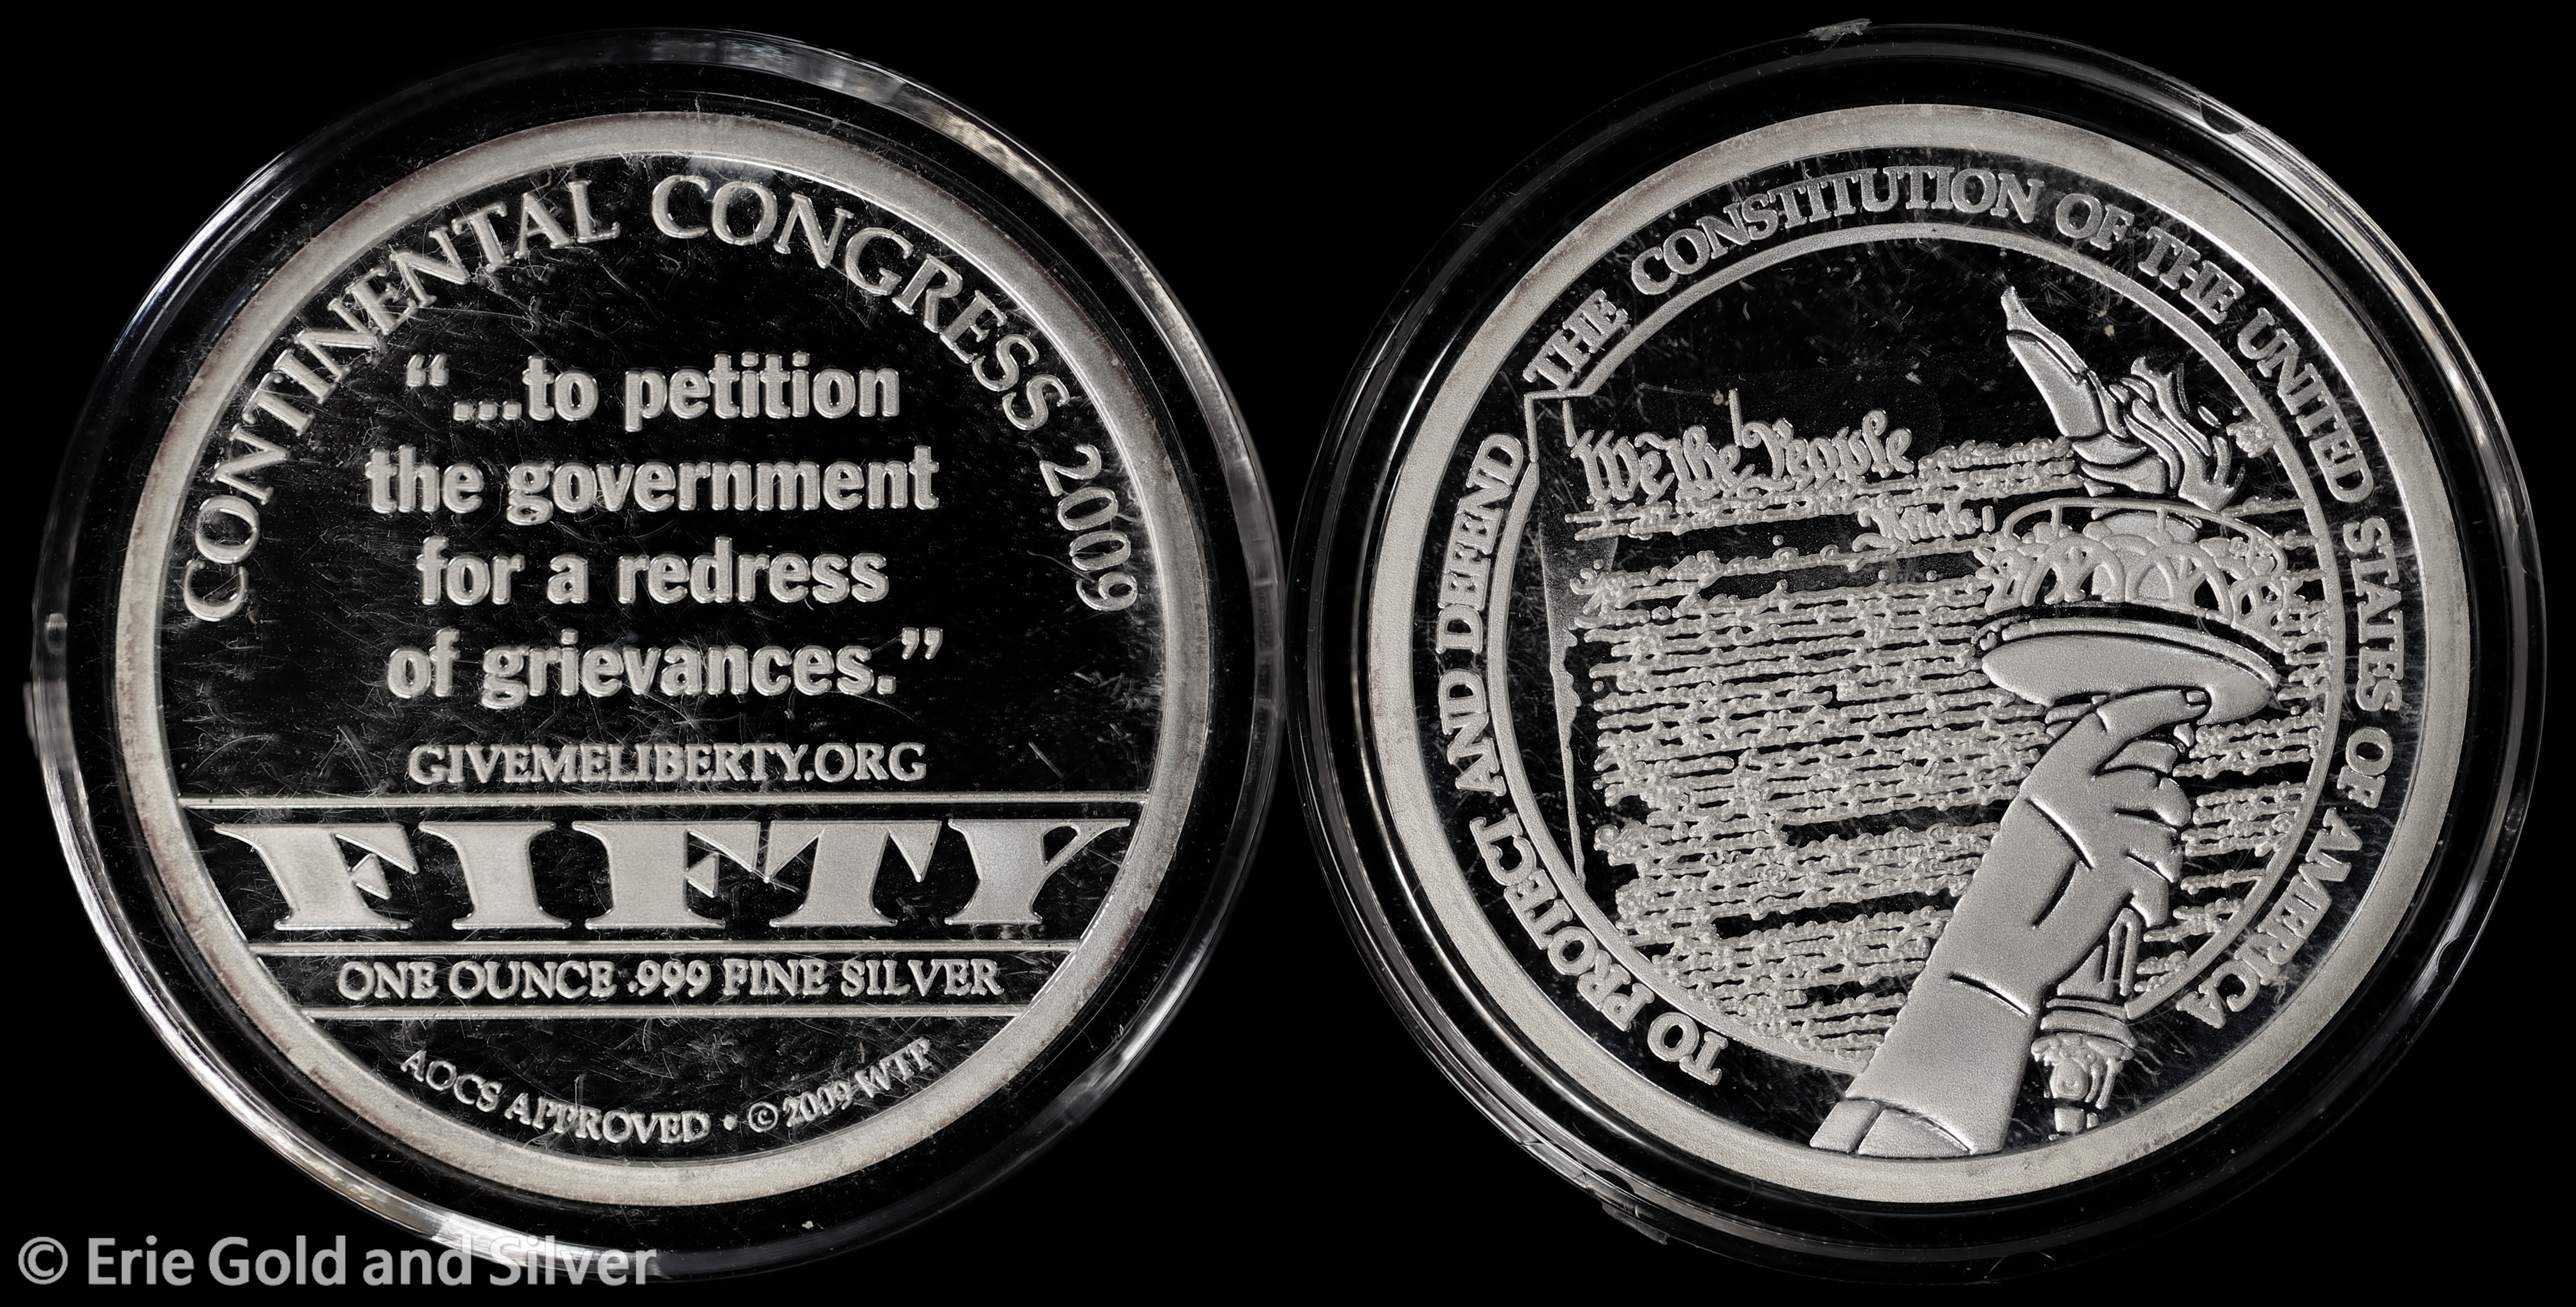 CONTINENTAL CONGRESS 2009
“...to petition
the government
for a redress
of grievances.”
GIVEMELIBERTY.ORG
FIFTY
ONE OUNCE .999 FINE SILVER
AOCS APPROVED • © 2009 WTP
TO PROTECT AND DEFEND THE CONSTITUTION OF THE UNITED STATES OF AMERICA
We the People
Article I
© Erie Gold and Silver